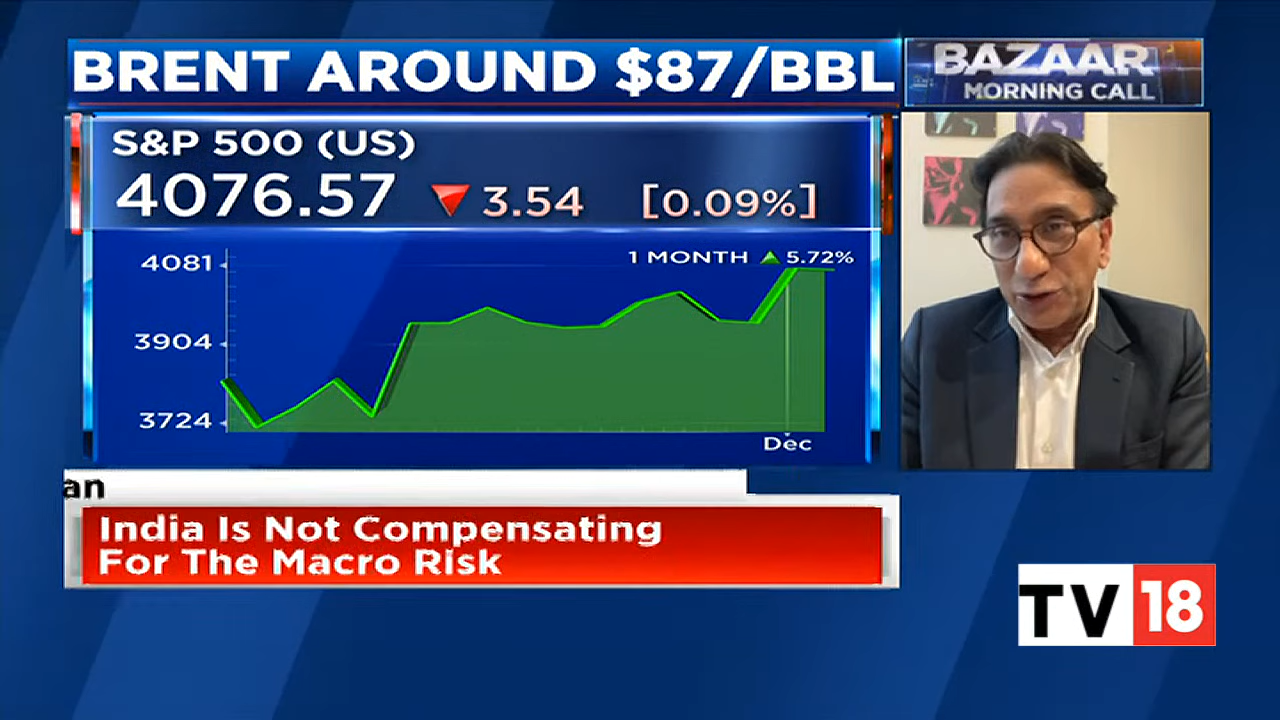 BRENT AROUND $87/BBL
BAZAAR
MORNING CALL
S&P 500 (US)
4076.57 3.54 [0.09%]
1 MONTH 5.72%
4081
3904
3724
Dec
an
India Is Not Compensating
For The Macro Risk
TV18